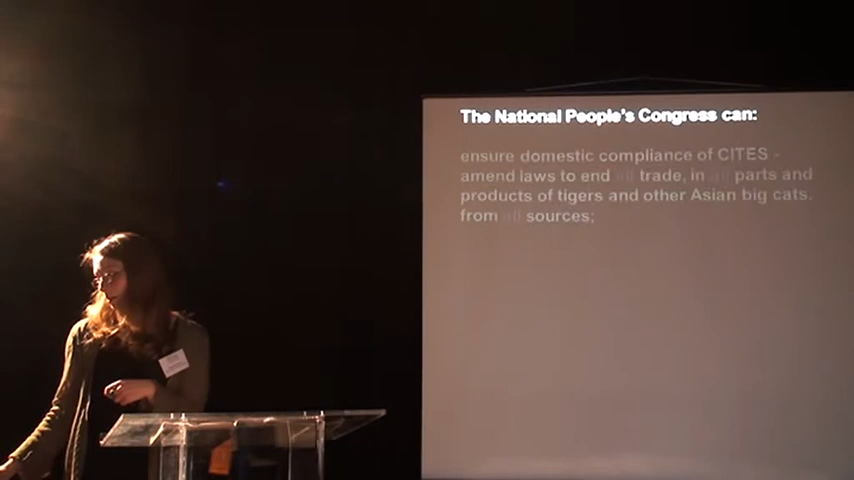 The National People's Congress can:
ensure domestic compliance of CITES -
amend laws to end all trade, in all parts and
products of tigers and other Asian big cats.
from all sources;